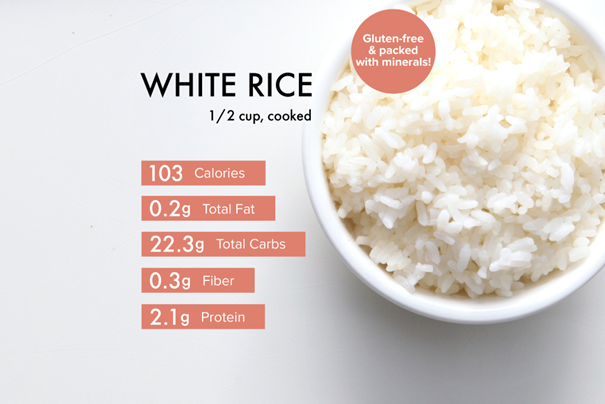 Gluten-free
& packed
with minerals!
WHITE RICE
1/2 cup, cooked
103 Calories
0.2g Total Fat
22.3g Total Carbs
0.3g Fiber
2.1g Protein